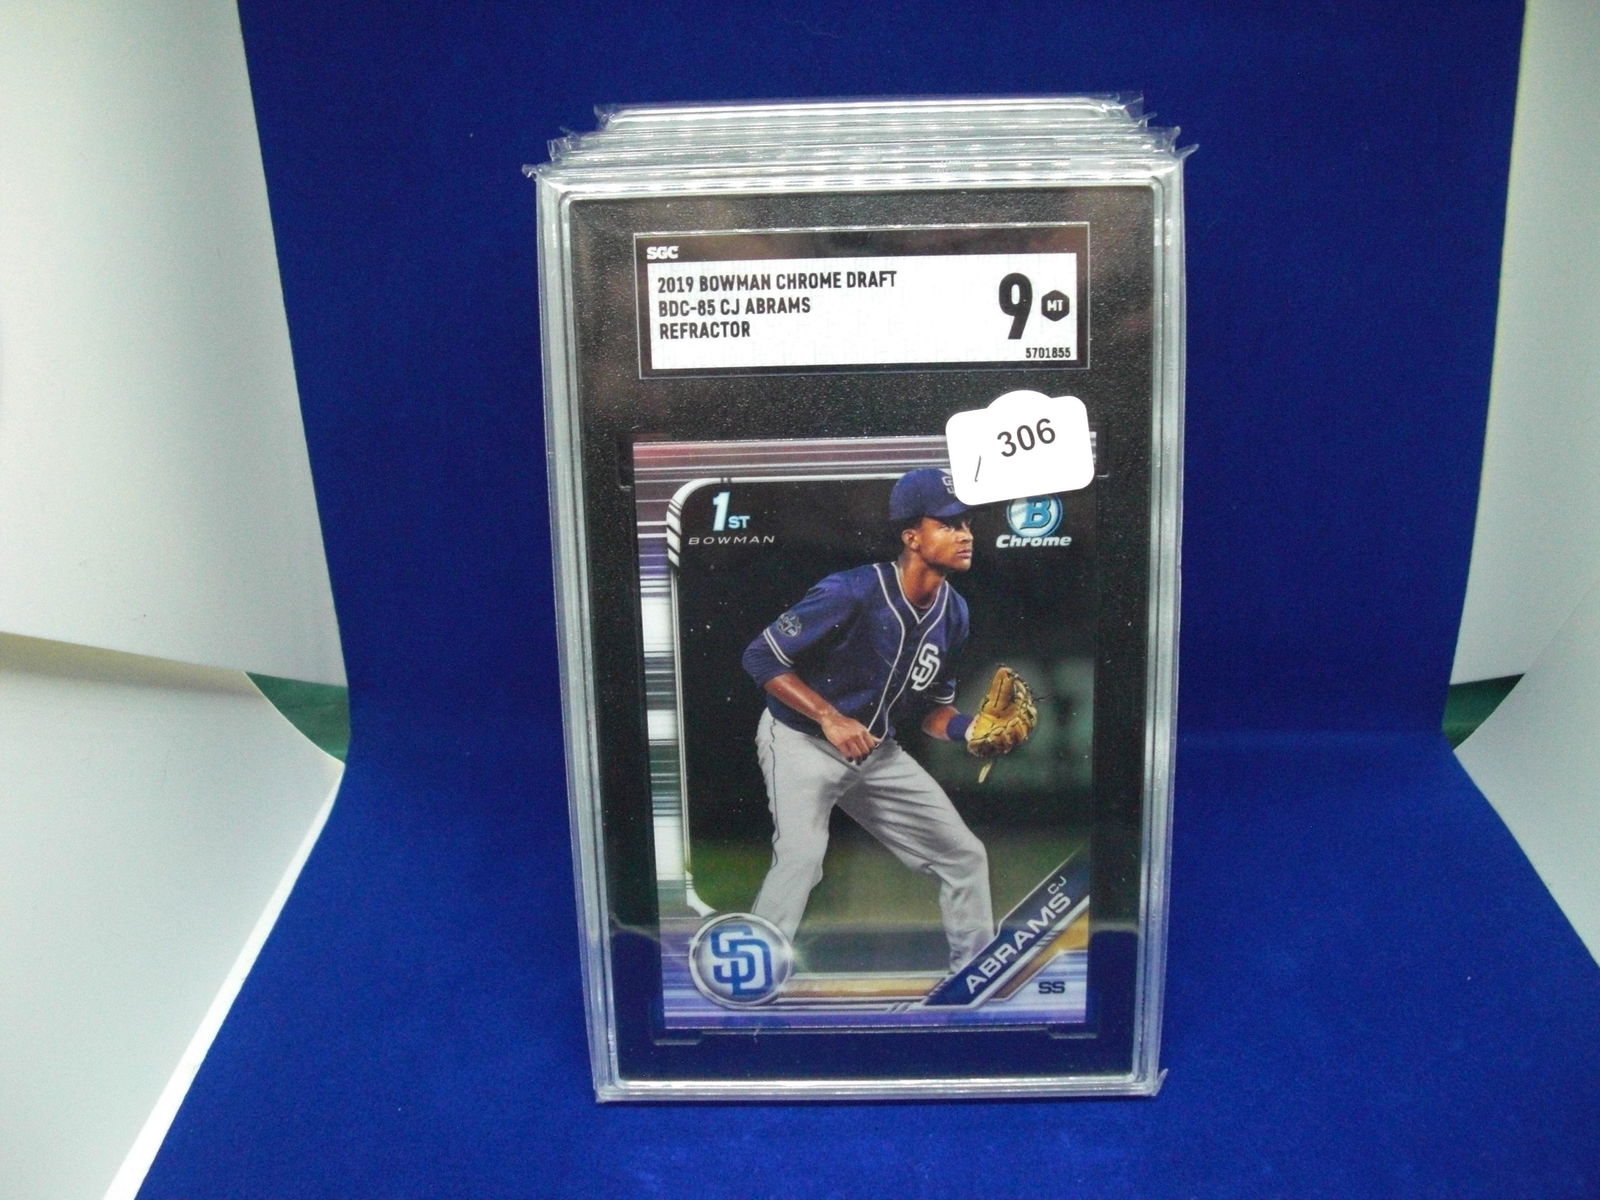 SGC
2019 BOWMAN CHROME DRAFT
BDC-85 CJ ABRAMS
REFRACTOR
9 MT
5701855
306
1ST
BOWMAN
B
Chrome
SD
SD
CJ
ABRAMS
SS